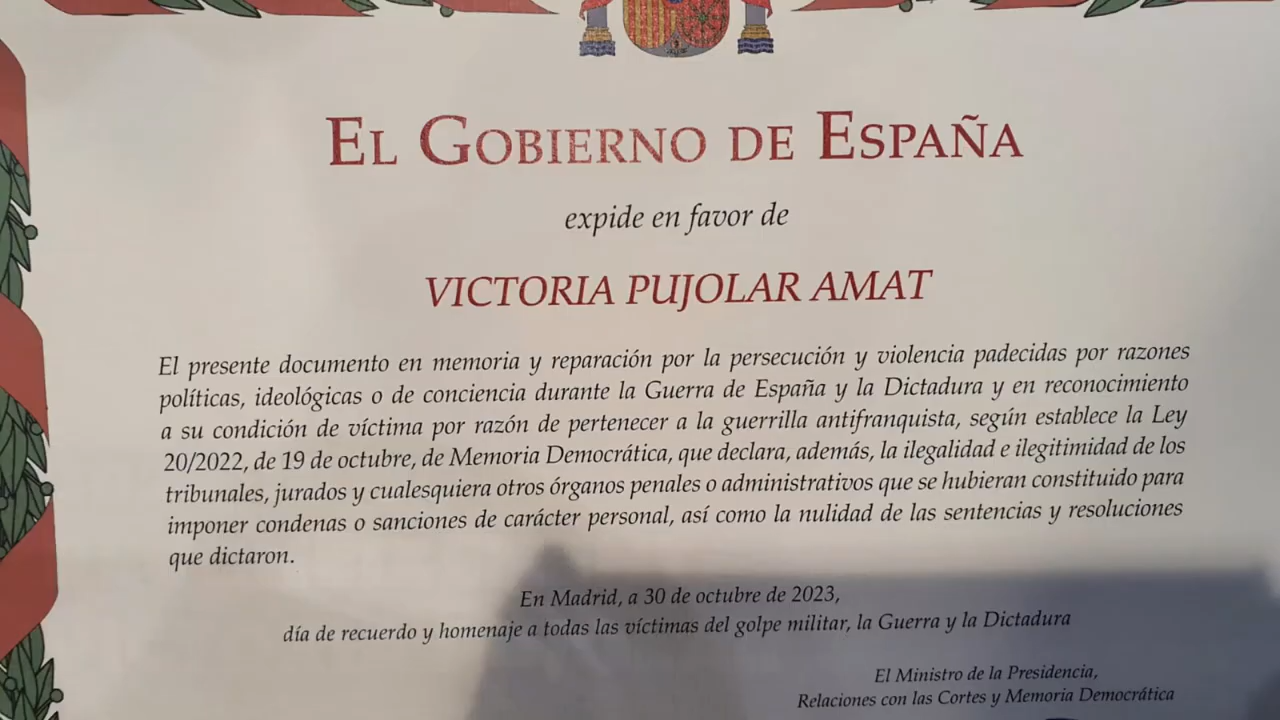 EL GOBIERNO DE ESPAÑA
expide en favor de
VICTORIA PUJOLAR AMAT
El presente documento en memoria y reparación por la persecución y violencia padecidas por razones
políticas, ideológicas o de conciencia durante la Guerra de España y la Dictadura y en reconocimiento
a su condición de víctima por razón de pertenecer a la guerrilla antifranquista, según establece la Ley
20/2022, de 19 de octubre, de Memoria Democrática, que declara, además, la ilegalidad e ilegitimidad de los
tribunales, jurados y cualesquiera otros órganos penales o administrativos que se hubieran constituido para
imponer condenas o sanciones de carácter personal, así como la nulidad de las sentencias y resoluciones
que dictaron.
En Madrid, a 30 de octubre de 2023,
día de recuerdo y homenaje a todas las víctimas del golpe militar, la Guerra y la Dictadura
El Ministro de la Presidencia,
Relaciones con las Cortes y Memoria Democrática